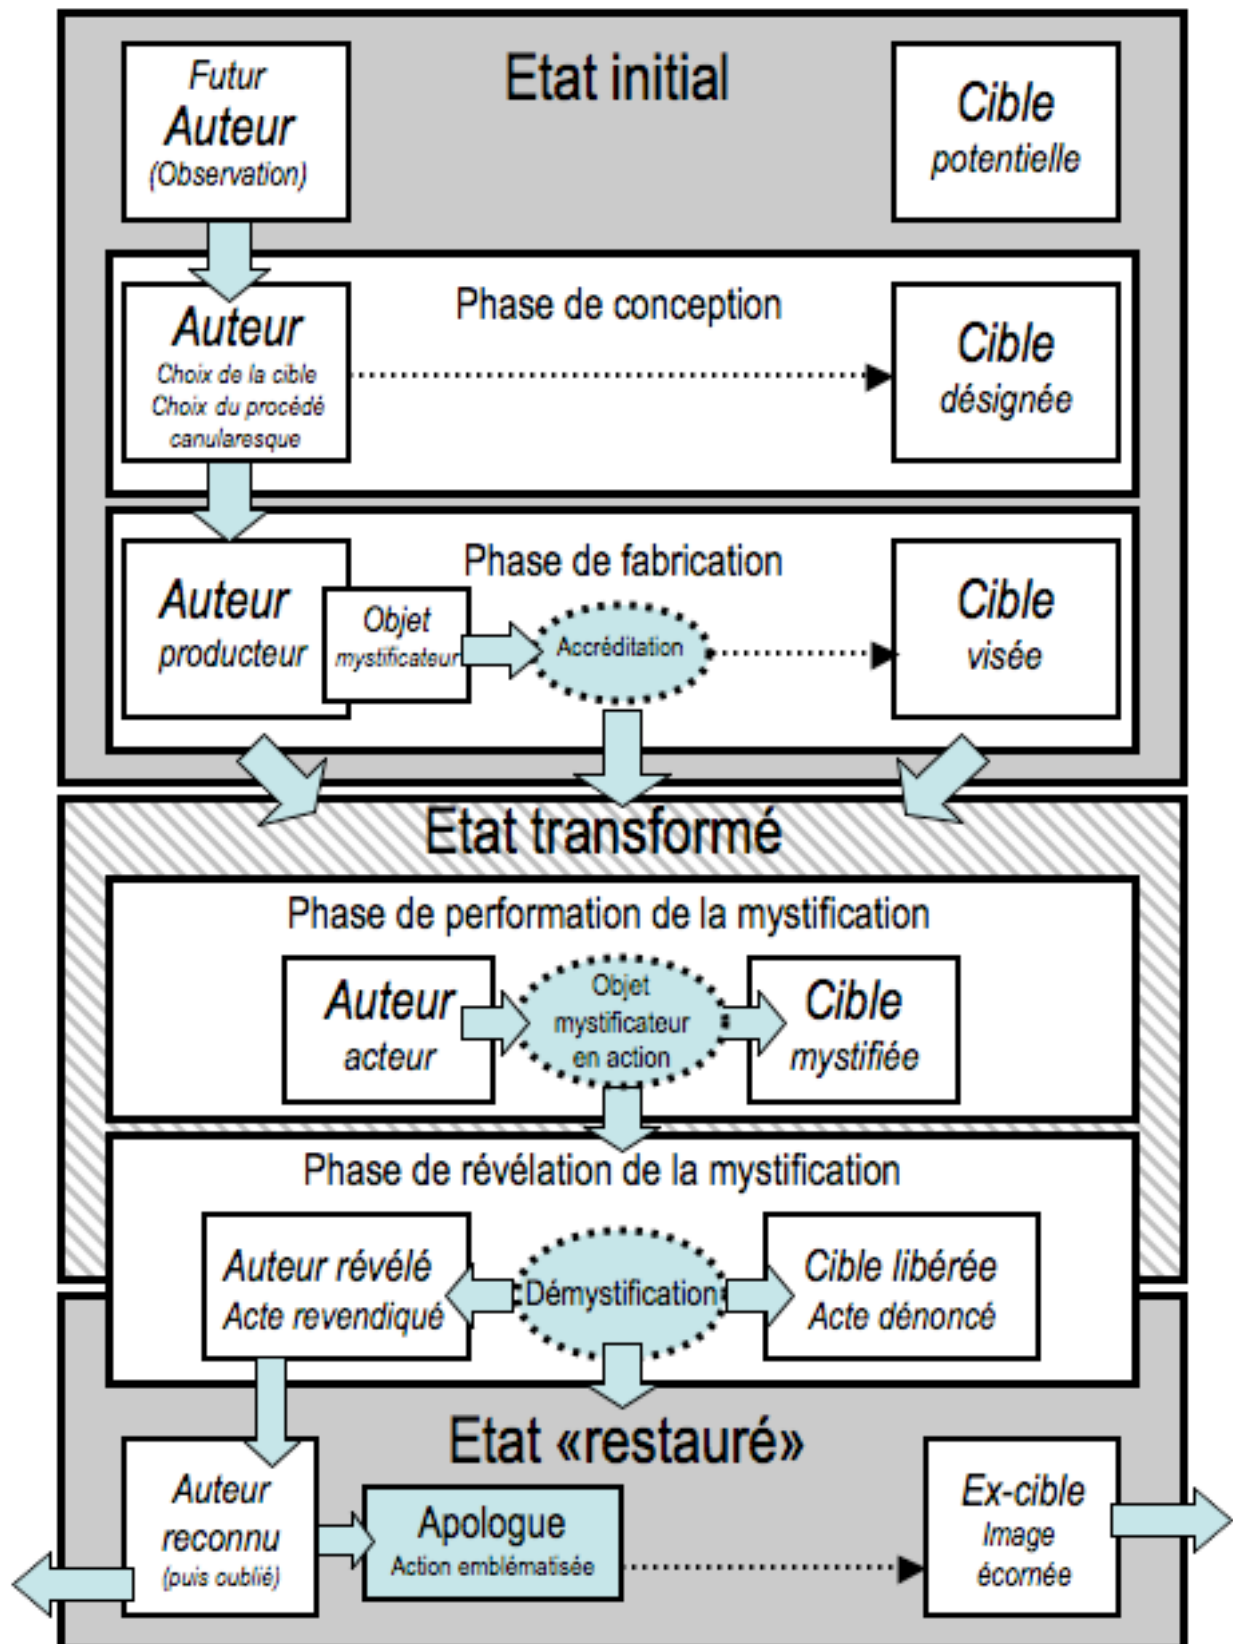 Etat initial
Futur
Auteur
(Observation)
Cible
potentielle
Phase de conception
Auteur
Choix de la cible
Choix du procédé
canularesque
Cible
désignée
Phase de fabrication
Auteur
producteur
Objet
mystificateur
Accréditation
Cible
visée
Etat transformé
Phase de performation de la mystification
Auteur
acteur
Objet
mystificateur
en action
Cible
mystifiée
Phase de révélation de la mystification
Auteur révélé
Acte revendiqué
Démystification
Cible libérée
Acte dénoncé
Etat «restauré»
Auteur
reconnu
(puis oublié)
Apologue
Action emblématisée
Ex-cible
Image
écornée